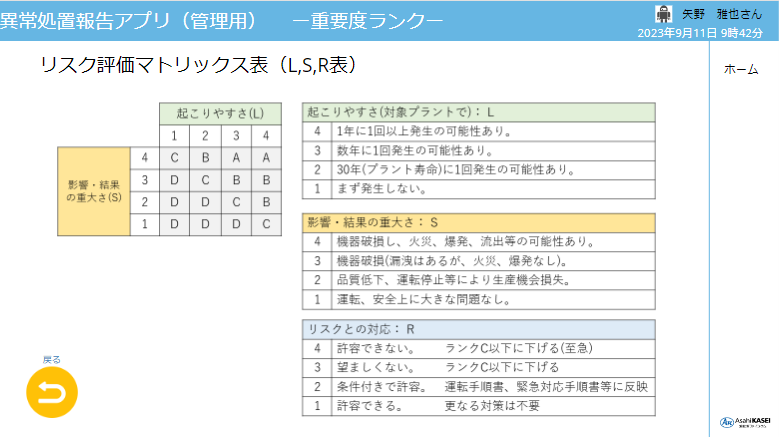 異常処置報告アプリ（管理用）　ー重要度ランクー
矢野　雅也さん
2023年9月11日 9時42分
リスク評価マトリックス表（L,S,R表）
ホーム
起こりやすさ(L)
1 2 3 4
影響・結果
の重大さ(S)
4 C B A A
3 D C B B
2 D D C B
1 D D D C
起こりやすさ(対象プラントで)： L
4 1年に1回以上発生の可能性あり。
3 数年に1回発生の可能性あり。
2 30年(プラント寿命)に1回発生の可能性あり。
1 まず発生しない。
影響・結果の重大さ： S
4 機器破損し、火災、爆発、流出等の可能性あり。
3 機器破損(漏洩はあるが、火災、爆発なし)。
2 品質低下、運転停止等により生産機会損失。
1 運転、安全上に大きな問題なし。
リスクとの対応： R
4 許容できない。 ランクC以下に下げる(至急)
3 望ましくない。 ランクC以下に下げる
2 条件付きで許容。 運転手順書、緊急対応手順書等に反映
1 許容できる。 更なる対策は不要
戻る
AsahiKASEI